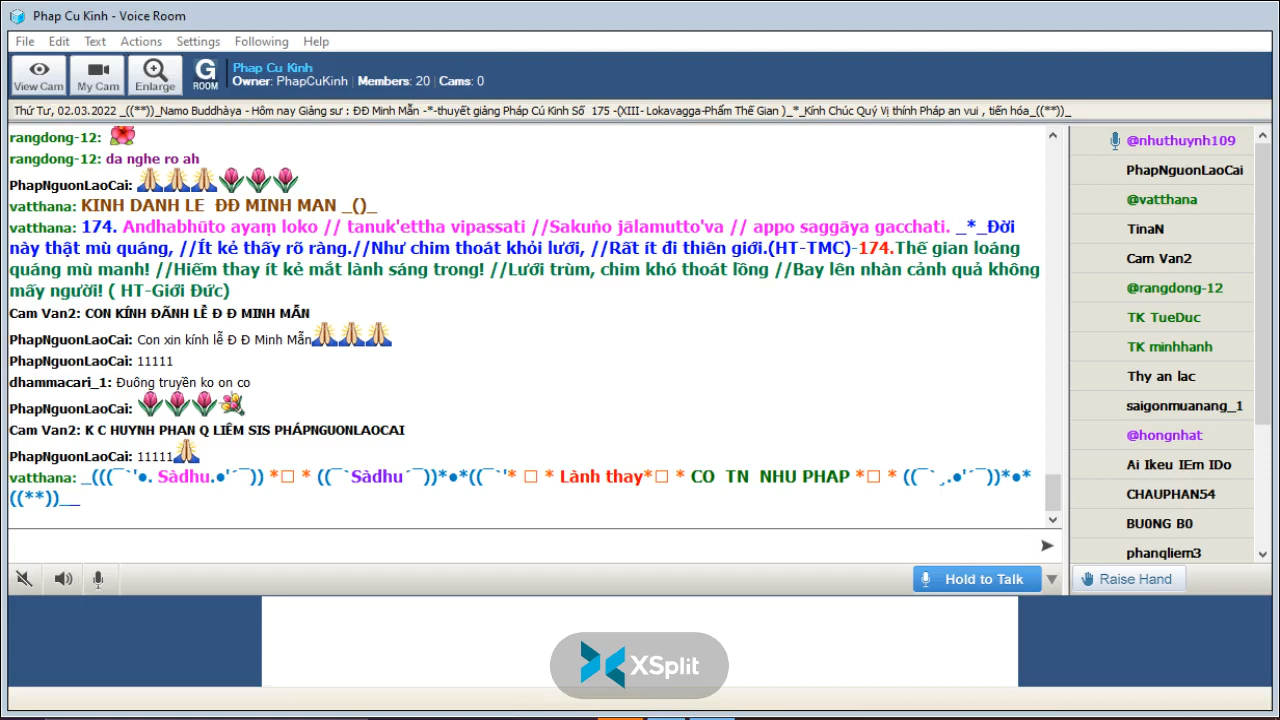 Phap Cu Kinh - Voice Room
File Edit Text Actions Settings Following Help
View Cam My Cam Enlarge G ROOM
Phap Cu Kinh
Owner: PhapCuKinh | Members: 20 | Cams: 0
Thứ Tư, 02.03.2022 _((**))_Namo Buddhàya - Hôm nay Giảng sư : ĐĐ Minh Mẫn -*-thuyết giảng Pháp Cú Kinh Số 175 -(XIII- Lokavagga-Phẩm Thế Gian )_*_Kính Chúc Quý Vị thính Pháp an vui , tiến hóa_((**))_
rangdong-12:
rangdong-12: da nghe ro ah
PhapNguonLaoCai:
vatthana: KINH DANH LE ĐĐ MINH MAN _()_
vatthana: 174. Andhabhūto ayaṃ loko // tanuk'ettha vipassati //Sakuṅo jālamutto'va // appo saggāya gacchati. _*_Đời
này thật mù quáng, //Ít kẻ thấy rõ ràng.//Như chim thoát khỏi lưới, //Rất ít đi thiên giới.(HT-TMC)-174.Thế gian loáng
quáng mù manh! //Hiếm thay ít kẻ mắt lành sáng trong! //Lưới trùm, chim khó thoát lồng //Bay lên nhàn cảnh quả không
mấy người! ( HT-Giới Đức)
Cam Van2: CON KÍNH ĐÃNH LỄ Đ Đ MINH MẪN
PhapNguonLaoCai: Con xin kính lễ Đ Đ Minh Mẫn
PhapNguonLaoCai: 11111
dhammacari_1: Đuông truyền ko on co
PhapNguonLaoCai:
Cam Van2: K C HUYNH PHAN Q LIÊM SIS PHÁPNGUONLAOCAI
PhapNguonLaoCai: 11111
vatthana: _(((¯`'●. Sàdhu.●'´¯)) *□ * ((¯`Sàdhu´¯))*●*((¯`'* □ * Lành thay*□ * CO TN NHU PHAP *□ * ((¯`¸.●'´¯))*●*
((**))__
Hold to Talk
@nhuthuynh109
PhapNguonLaoCai
@vatthana
TinaN
Cam Van2
@rangdong-12
TK TueDuc
TK minhhanh
Thy an lac
saigonmuanang_1
@hongnhat
Ai Ikeu IEm IDo
CHAUPHAN54
BU0NG B0
phanqliem3
Raise Hand
XSplit